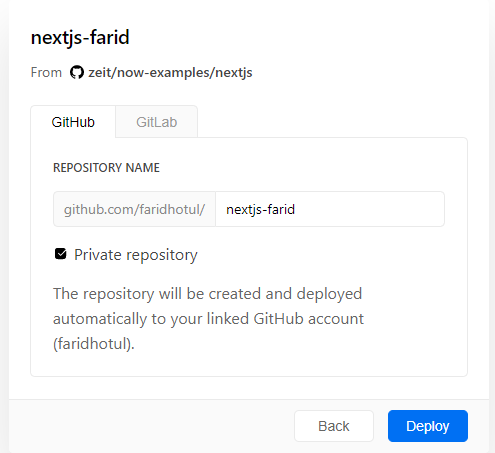 nextjs-farid
From zeit/now-examples/nextjs
GitHub GitLab
REPOSITORY NAME
github.com/faridhotul/ nextjs-farid
Private repository
The repository will be created and deployed
automatically to your linked GitHub account
(faridhotul).
Back Deploy